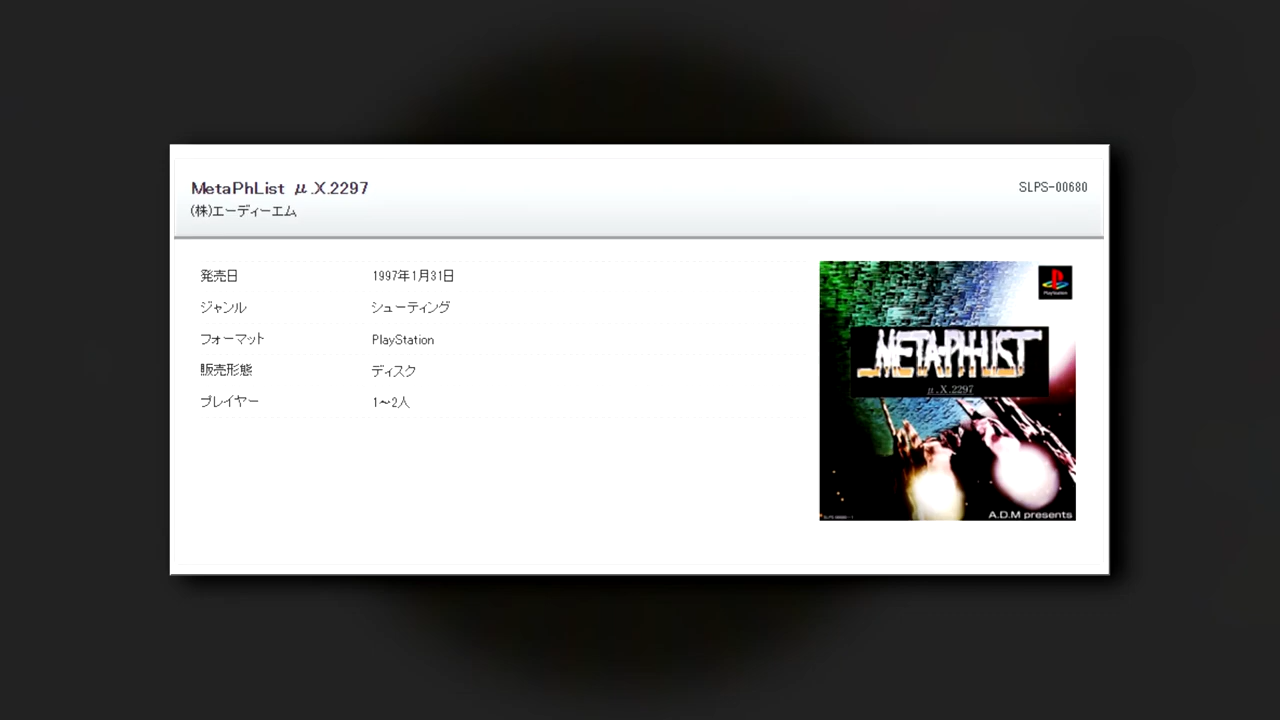 MetaPhList μ.X.2297
SLPS-00680
(株)エーディーエム
発売日 1997年1月31日
ジャンル シューティング
フォーマット PlayStation
販売形態 ディスク
プレイヤー 1〜2人
PlayStation
METAPHLIST
μ.X.2297
A.D.M presents